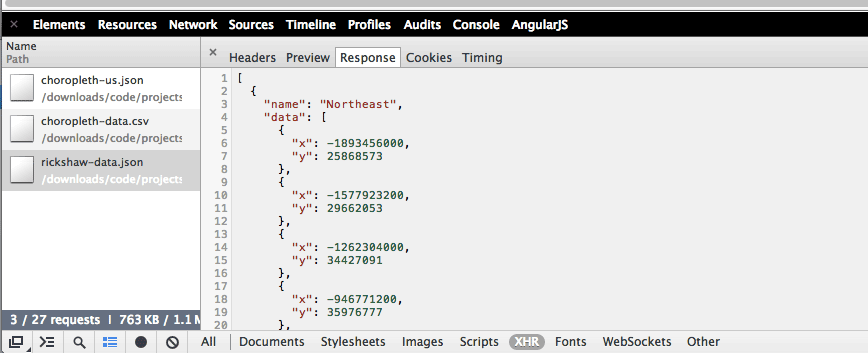 × Elements Resources Network Sources Timeline Profiles Audits Console AngularJS
Name
Path
× Headers Preview Response Cookies Timing
choropleth-us.json
/downloads/code/projects
choropleth-data.csv
/downloads/code/projects
rickshaw-data.json
/downloads/code/projects
1 [
2 {
3 "name": "Northeast",
4 "data": [
5 {
6 "x": -1893456000,
7 "y": 25868573
8 },
9 {
10 "x": -1577923200,
11 "y": 29662053
12 },
13 {
14 "x": -1262304000,
15 "y": 34427091
16 },
17 {
18 "x": -946771200,
19 "y": 35976777
20 },
3 / 27 requests | 763 KB / 1.1 M
All Documents Stylesheets Images Scripts XHR Fonts WebSockets Other